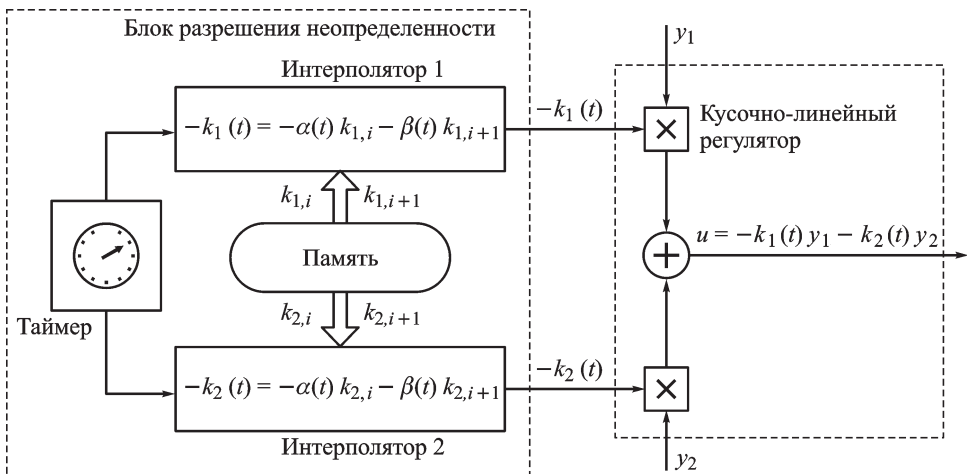 Блок разрешения неопределенности
Интерполятор 1
−k₁ (t) = −α(t) k₁,ᵢ − β(t) k₁,ᵢ₊₁
−k₁ (t)
y₁
Кусочно-линейный
регулятор
k₁,ᵢ k₁,ᵢ₊₁
Память
u = −k₁(t) y₁ − k₂(t) y₂
k₂,ᵢ k₂,ᵢ₊₁
Таймер
−k₂ (t) = −α(t) k₂,ᵢ − β(t) k₂,ᵢ₊₁
−k₂ (t)
Интерполятор 2
y₂